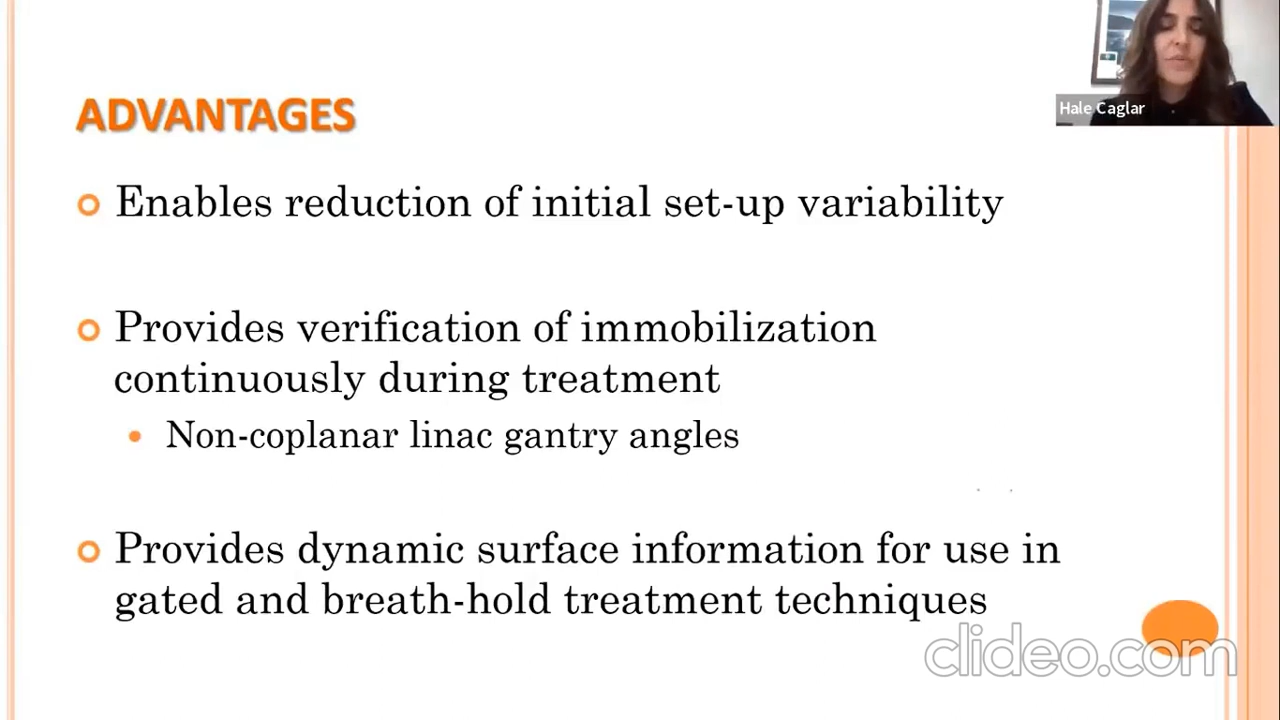 Hale Caglar
ADVANTAGES
Enables reduction of initial set-up variability
Provides verification of immobilization
continuously during treatment
Non-coplanar linac gantry angles
Provides dynamic surface information for use in
gated and breath-hold treatment techniques
clideo.com